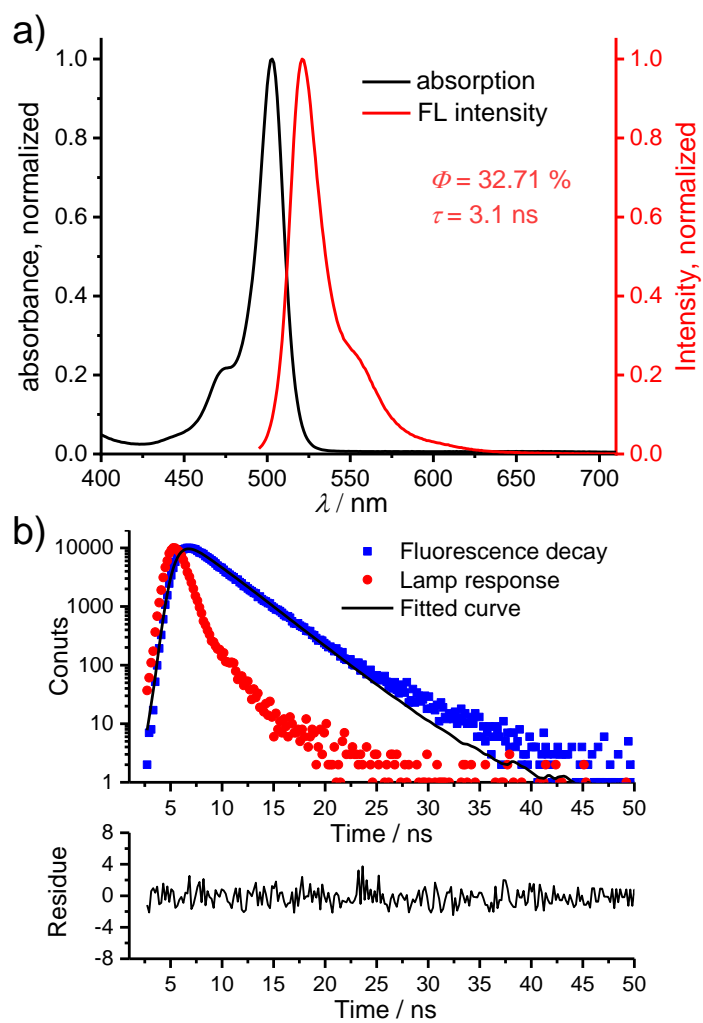 a)
absorption
FL intensity
Φ = 32.71 %
τ = 3.1 ns
absorbance, normalized
1.0
0.8
0.6
0.4
0.2
0.0
Intensity, normalized
1.0
0.8
0.6
0.4
0.2
0.0
400 450 500 550 600 650 700
λ / nm
b)
Fluorescence decay
Lamp response
Fitted curve
Conuts
10000
1000
100
10
1
5 10 15 20 25 30 35 40 45 50
Time / ns
Residue
8
4
0
-4
-8
5 10 15 20 25 30 35 40 45 50
Time / ns